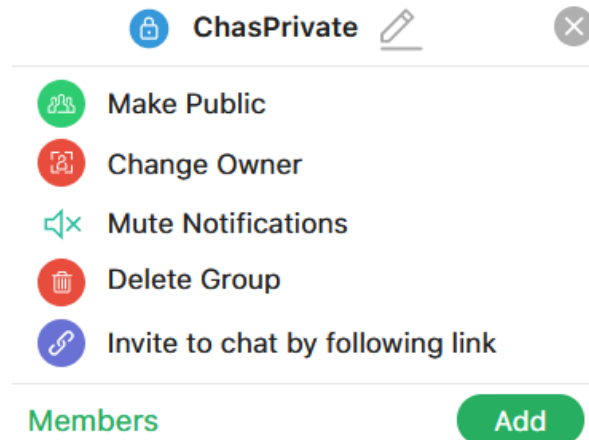 ChasPrivate
Make Public
Change Owner
Mute Notifications
Delete Group
Invite to chat by following link
Members Add